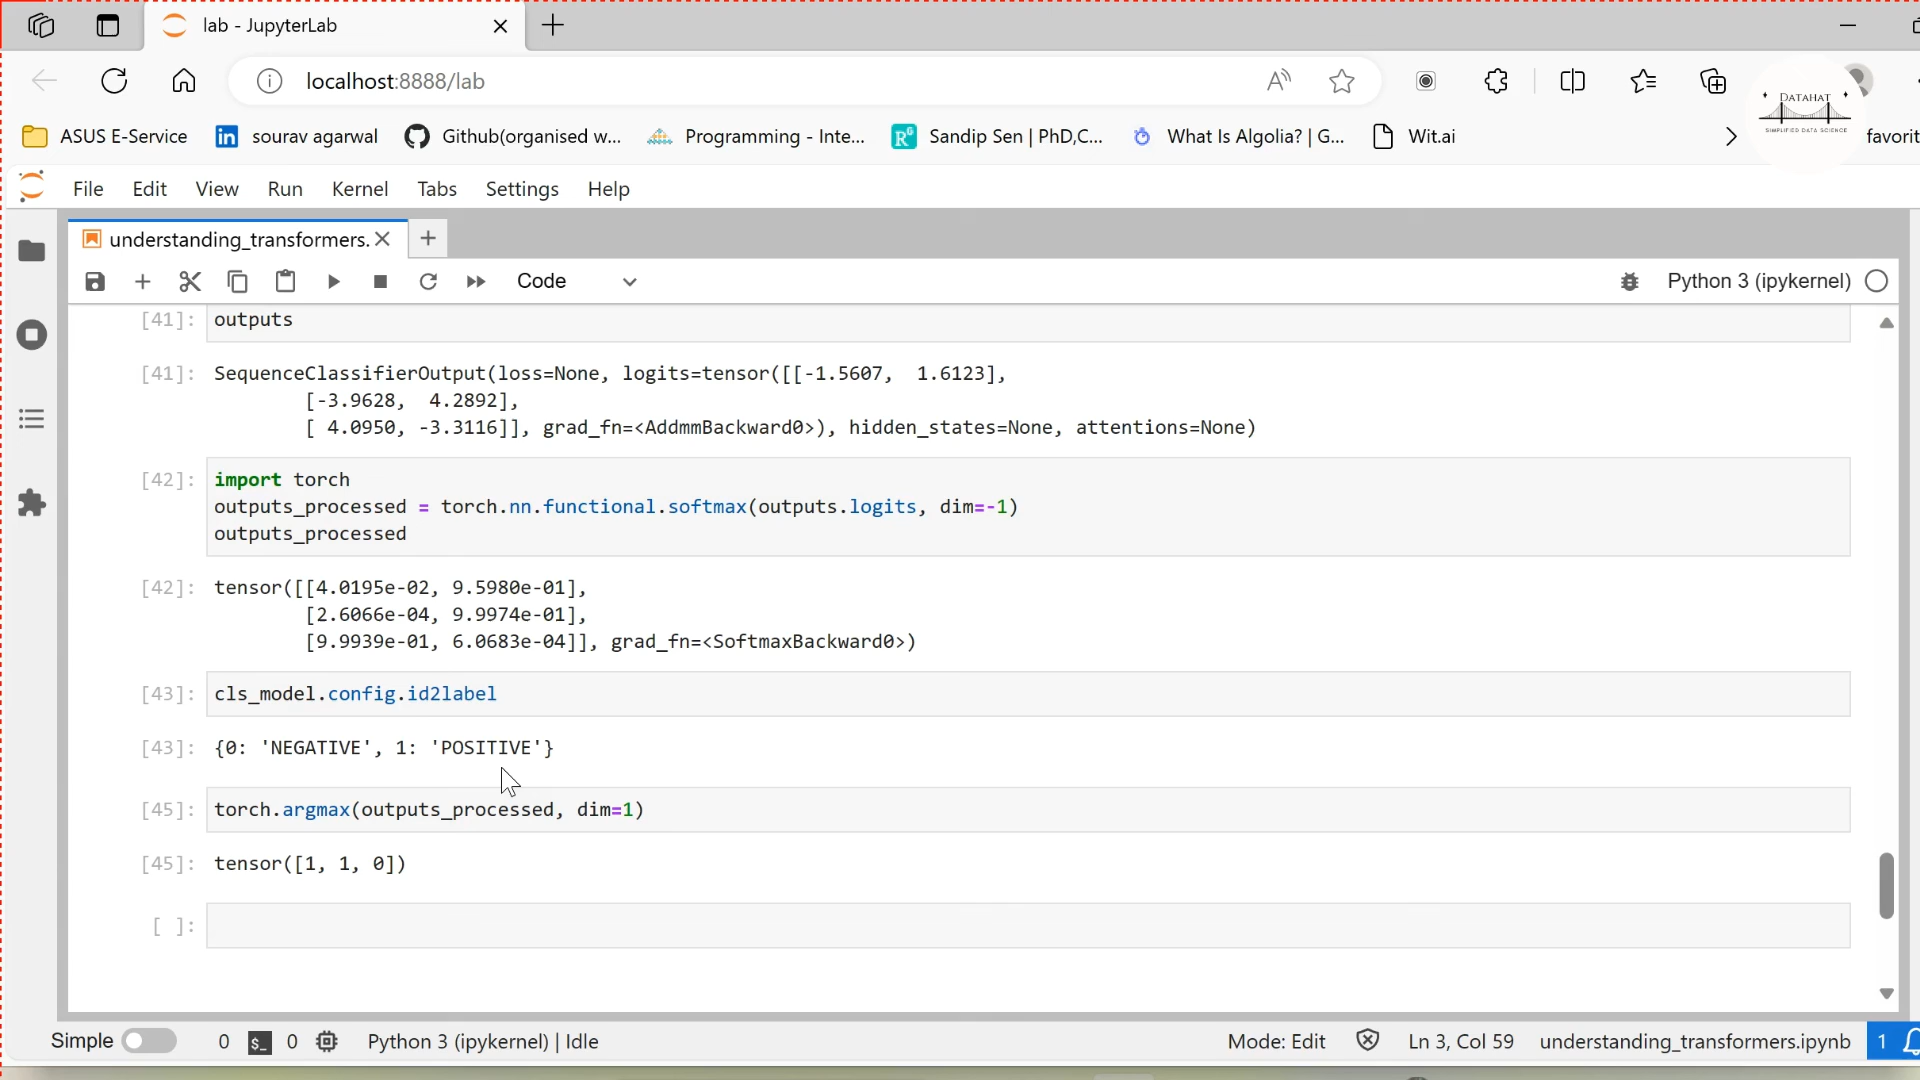 lab - JupyterLab
localhost:8888/lab
ASUS E-Service
sourav agarwal
Github(organised w...
Programming - Inte...
Sandip Sen | PhD,C...
What Is Algolia? | G...
Wit.ai
favorit
DATAHAT
SIMPLIFIED DATA SCIENCE
File Edit View Run Kernel Tabs Settings Help
understanding_transformers.
Code
Python 3 (ipykernel)
[41]: outputs
[41]: SequenceClassifierOutput(loss=None, logits=tensor([[-1.5607,  1.6123],
[-3.9628,  4.2892],
[ 4.0950, -3.3116]], grad_fn=<AddmmBackward0>), hidden_states=None, attentions=None)
[42]: import torch
outputs_processed = torch.nn.functional.softmax(outputs.logits, dim=-1)
outputs_processed
[42]: tensor([[4.0195e-02, 9.5980e-01],
[2.6066e-04, 9.9974e-01],
[9.9939e-01, 6.0683e-04]], grad_fn=<SoftmaxBackward0>)
[43]: cls_model.config.id2label
[43]: {0: 'NEGATIVE', 1: 'POSITIVE'}
[45]: torch.argmax(outputs_processed, dim=1)
[45]: tensor([1, 1, 0])
[ ]:
Simple 0 $_ 0 Python 3 (ipykernel) | Idle Mode: Edit Ln 3, Col 59 understanding_transformers.ipynb 1